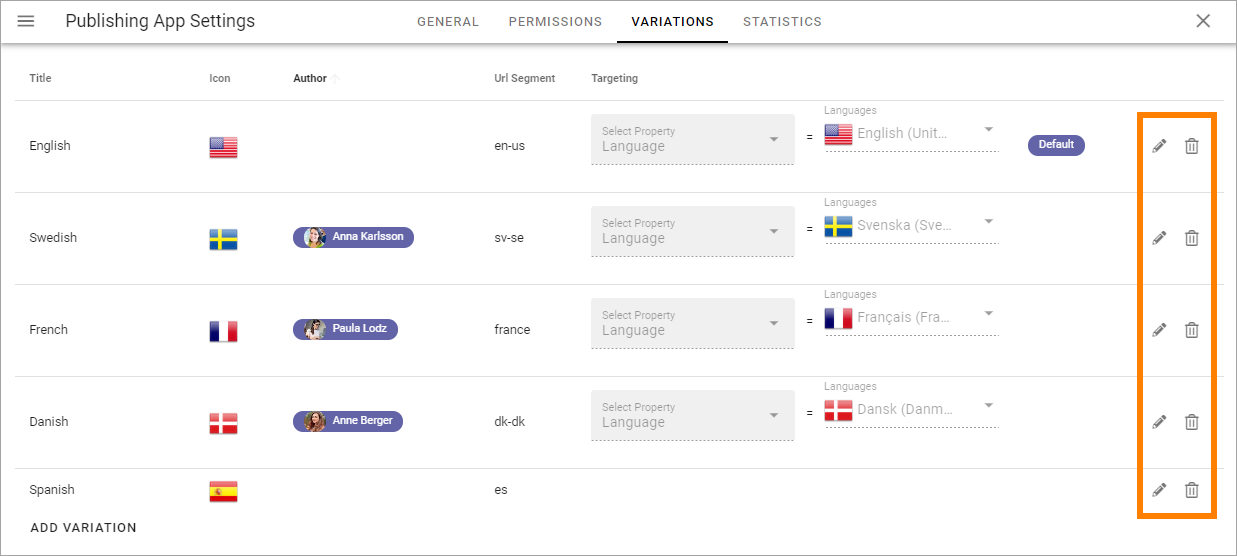 Publishing App Settings
GENERAL PERMISSIONS VARIATIONS STATISTICS
Title Icon Author Url Segment Targeting
English en-us Select Property Language = Languages English (Unit... Default
Swedish Anna Karlsson sv-se Select Property Language = Languages Svenska (Sve...
French Paula Lodz france Select Property Language = Languages Français (Fra...
Danish Anne Berger dk-dk Select Property Language = Languages Dansk (Danm...
Spanish es
ADD VARIATION